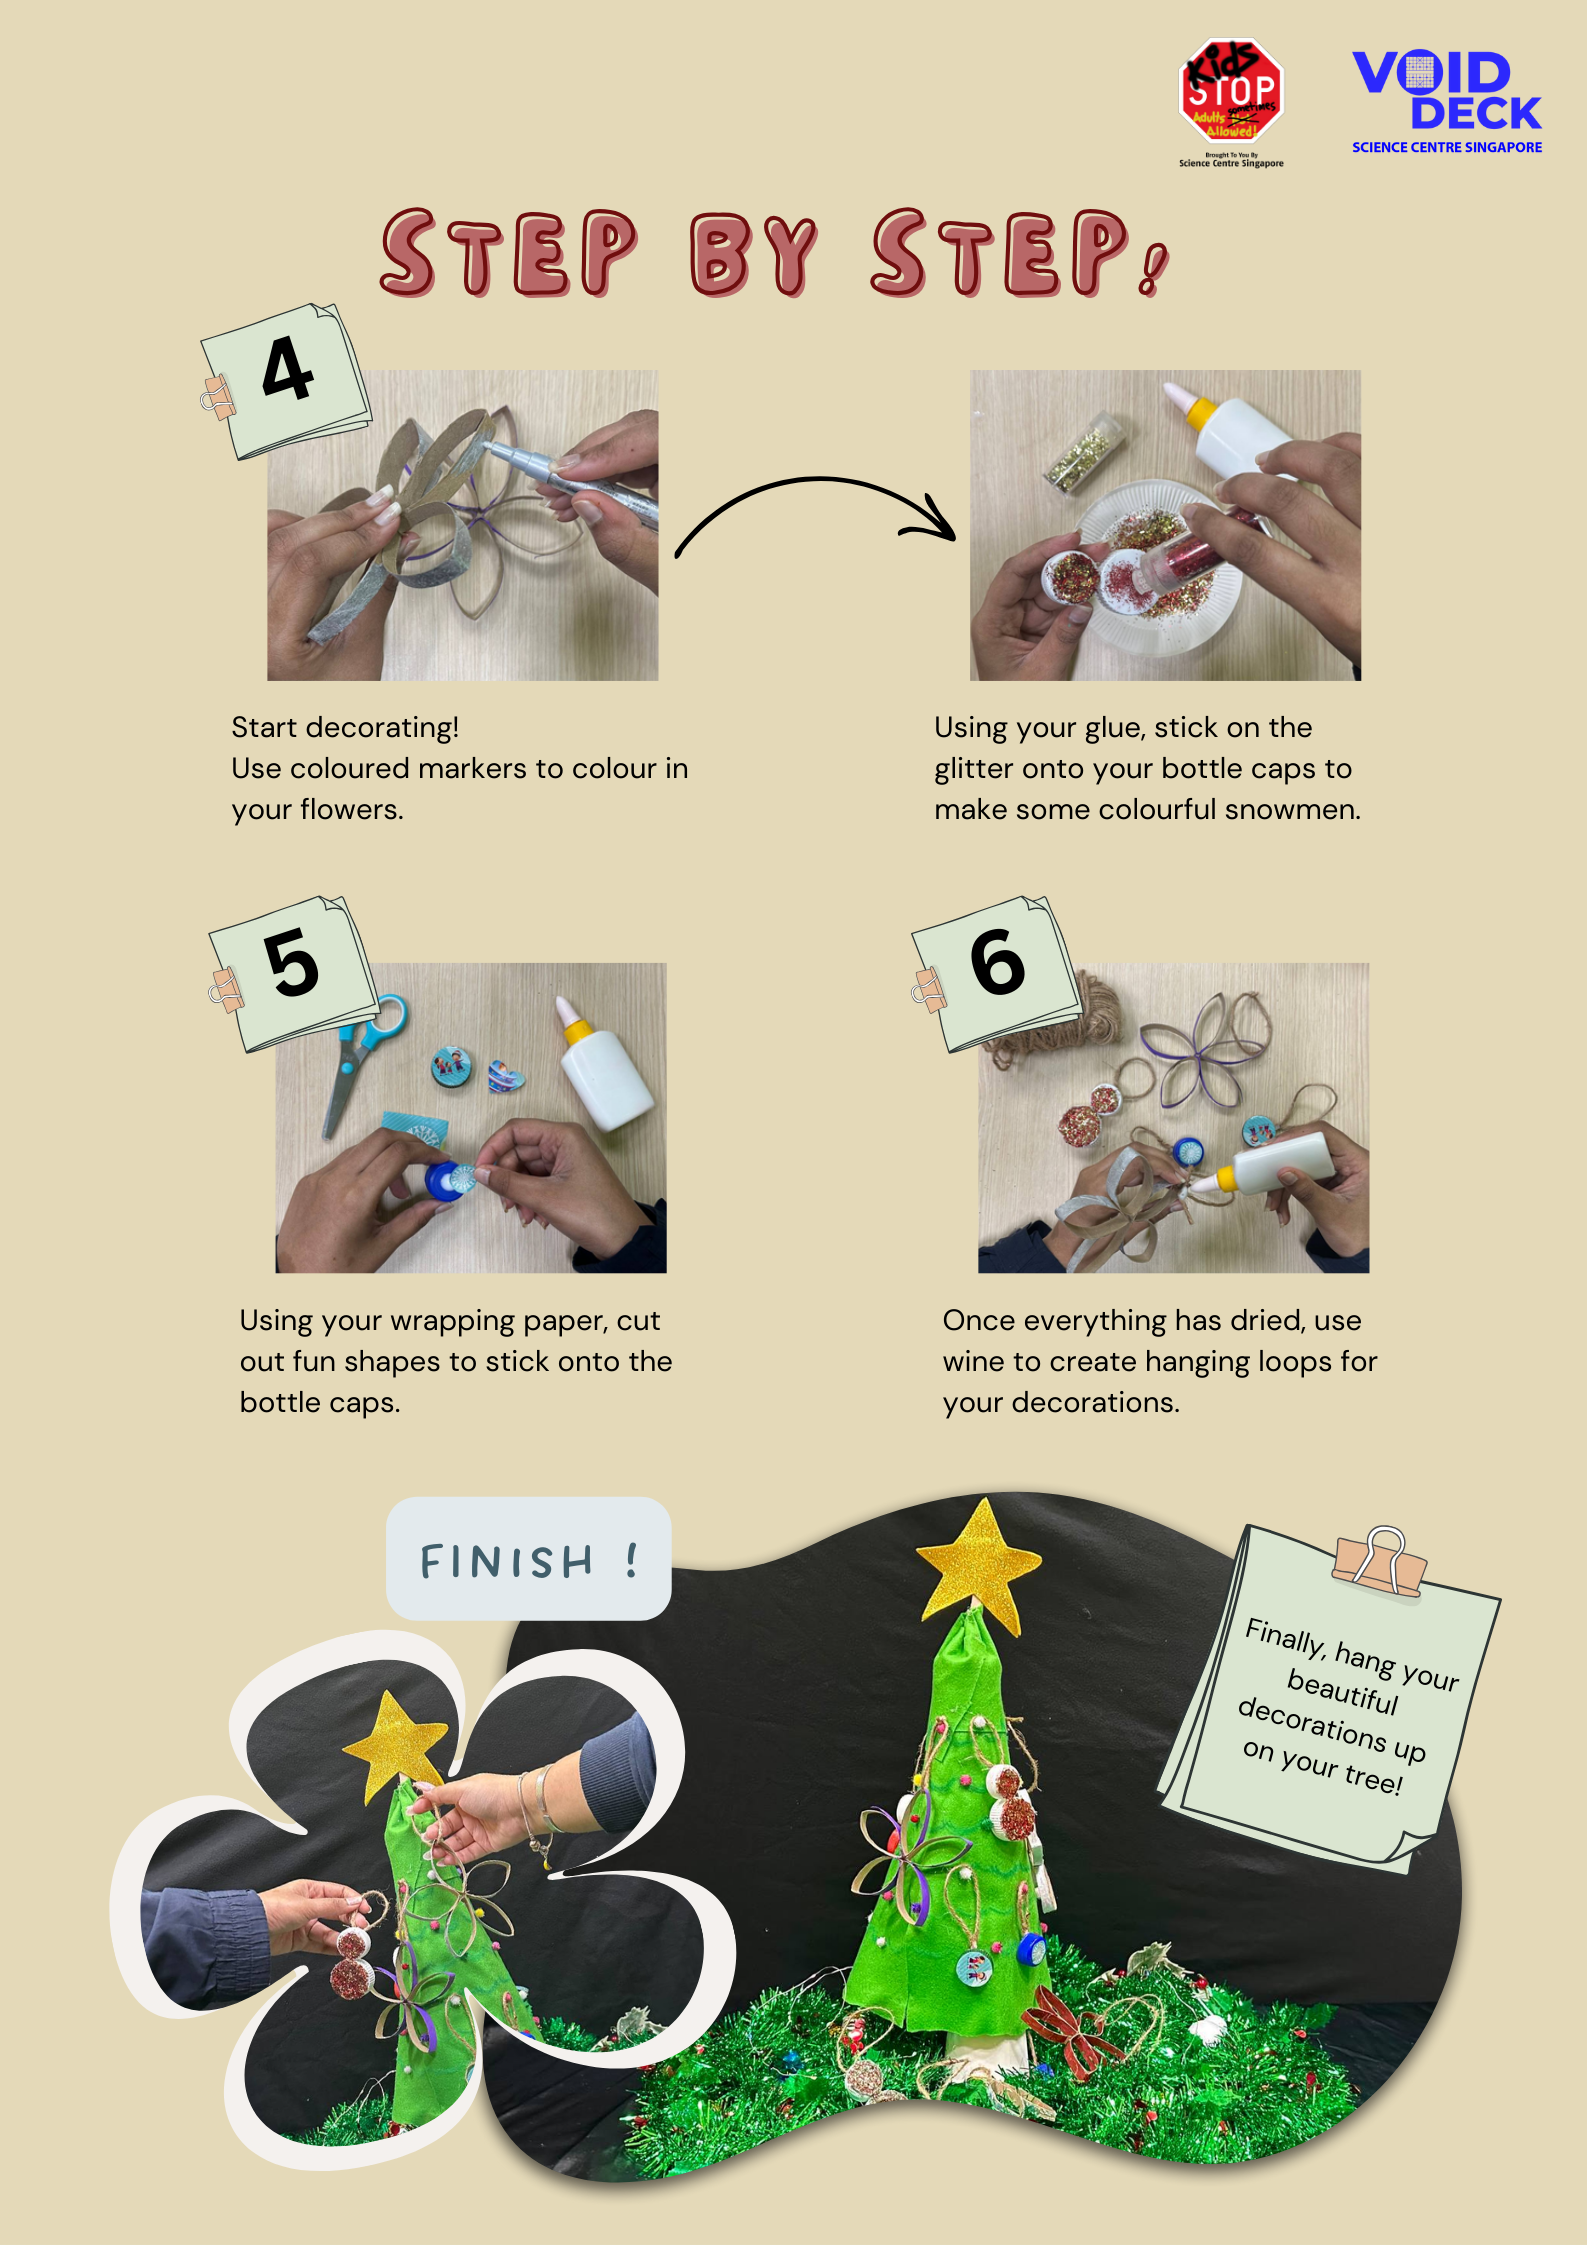 Kids
STOP
sometimes
Adults Not
Allowed!
Brought To You By
Science Centre Singapore
VOID
DECK
SCIENCE CENTRE SINGAPORE
STEP BY STEP!
4
Start decorating!
Use coloured markers to colour in
your flowers.
Using your glue, stick on the
glitter onto your bottle caps to
make some colourful snowmen.
5
Using your wrapping paper, cut
out fun shapes to stick onto the
bottle caps.
6
Once everything has dried, use
wine to create hanging loops for
your decorations.
FINISH !
Finally, hang your
beautiful
decorations up
on your tree!